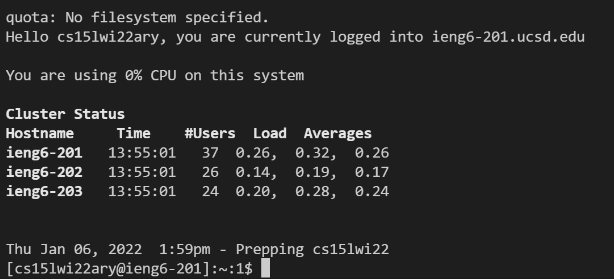 quota: No filesystem specified.
Hello cs15lwi22ary, you are currently logged into ieng6-201.ucsd.edu
You are using 0% CPU on this system
Cluster Status
Hostname Time #Users Load Averages
ieng6-201 13:55:01 37 0.26, 0.32, 0.26
ieng6-202 13:55:01 26 0.14, 0.19, 0.17
ieng6-203 13:55:01 24 0.20, 0.28, 0.24
Thu Jan 06, 2022 1:59pm - Prepping cs15lwi22
[cs15lwi22ary@ieng6-201]:~:1$